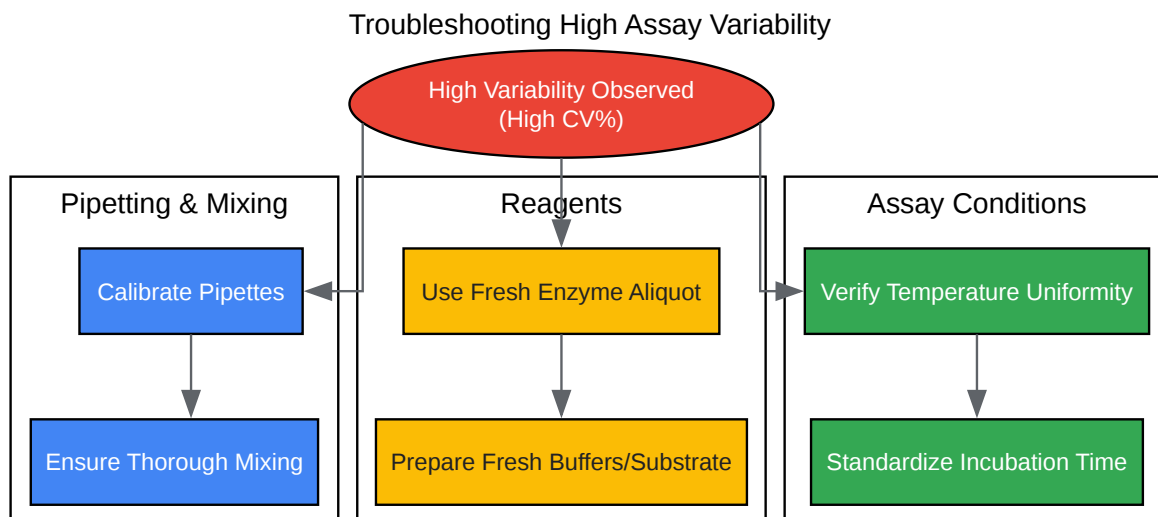 Troubleshooting High Assay Variability
High Variability Observed
(High CV%)
Pipetting & Mixing
Reagents
Assay Conditions
Calibrate Pipettes
Use Fresh Enzyme Aliquot
Verify Temperature Uniformity
Ensure Thorough Mixing
Prepare Fresh Buffers/Substrate
Standardize Incubation Time